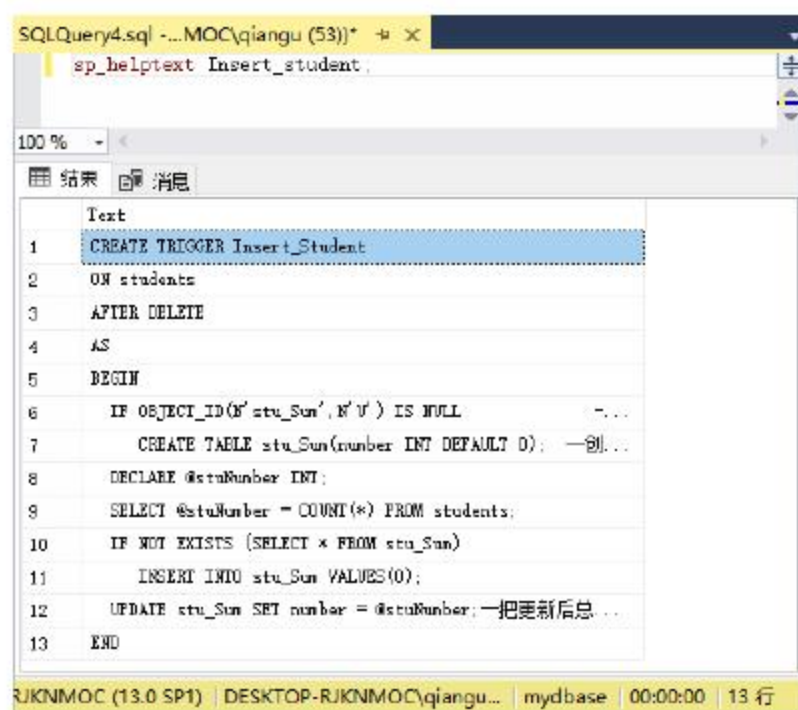 SQLQuery4.sql -...MOC\qiangu (53))*
sp_helptext Insert_student;
100 %
结果 消息
Text
1 CREATE TRIGGER Insert_Student
2 ON students
3 AFTER DELETE
4 AS
5 BEGIN
6 IF OBJECT_ID(N'stu_Sum',N'U') IS NULL -...
7 CREATE TABLE stu_Sum(number INT DEFAULT 0); --创...
8 DECLARE @stuNumber INT;
9 SELECT @stuNumber = COUNT(*) FROM students;
10 IF NOT EXISTS (SELECT * FROM stu_Sum)
11 INSERT INTO stu_Sum VALUES(0);
12 UPDATE stu_Sum SET number = @stuNumber;--把更新后总...
13 END
RJKNMOC (13.0 SP1) DESKTOP-RJKNMOC\qiangu... mydbase 00:00:00 13 行